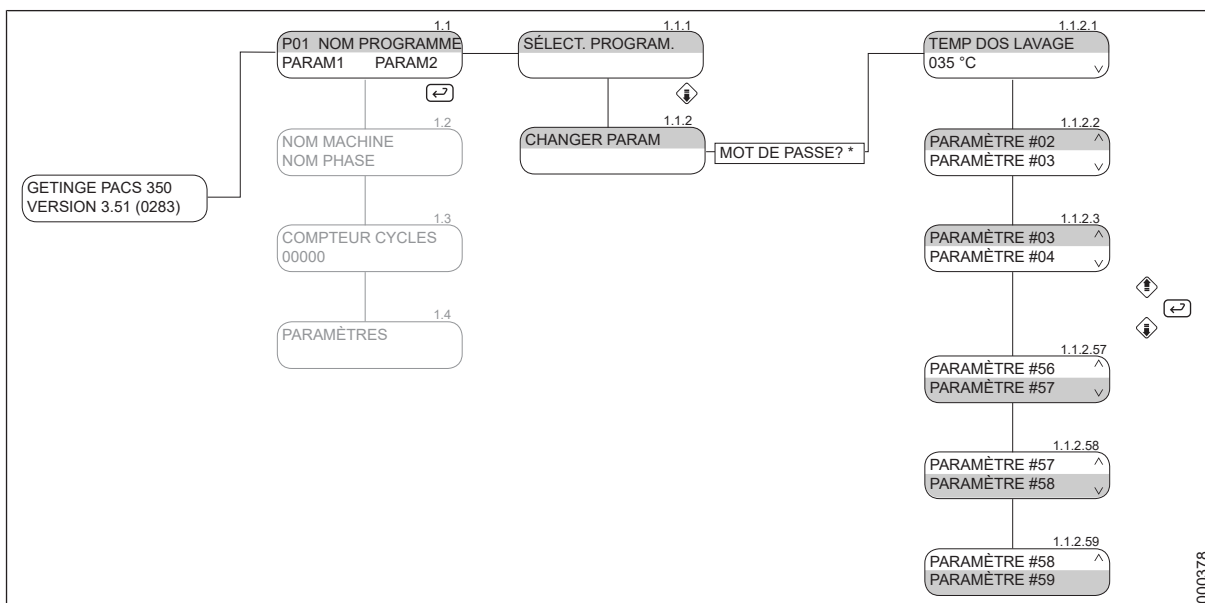 GETINGE PACS 350
VERSION 3.51 (0283)
1.1
P01 NOM PROGRAMME
PARAM1 PARAM2
1.2
NOM MACHINE
NOM PHASE
1.3
COMPTEUR CYCLES
00000
1.4
PARAMÈTRES
1.1.1
SÉLECT. PROGRAM.
1.1.2
CHANGER PARAM
MOT DE PASSE? *
1.1.2.1
TEMP DOS LAVAGE
035 °C
1.1.2.2
PARAMÈTRE #02
PARAMÈTRE #03
1.1.2.3
PARAMÈTRE #03
PARAMÈTRE #04
1.1.2.57
PARAMÈTRE #56
PARAMÈTRE #57
1.1.2.58
PARAMÈTRE #57
PARAMÈTRE #58
1.1.2.59
PARAMÈTRE #58
PARAMÈTRE #59
000378